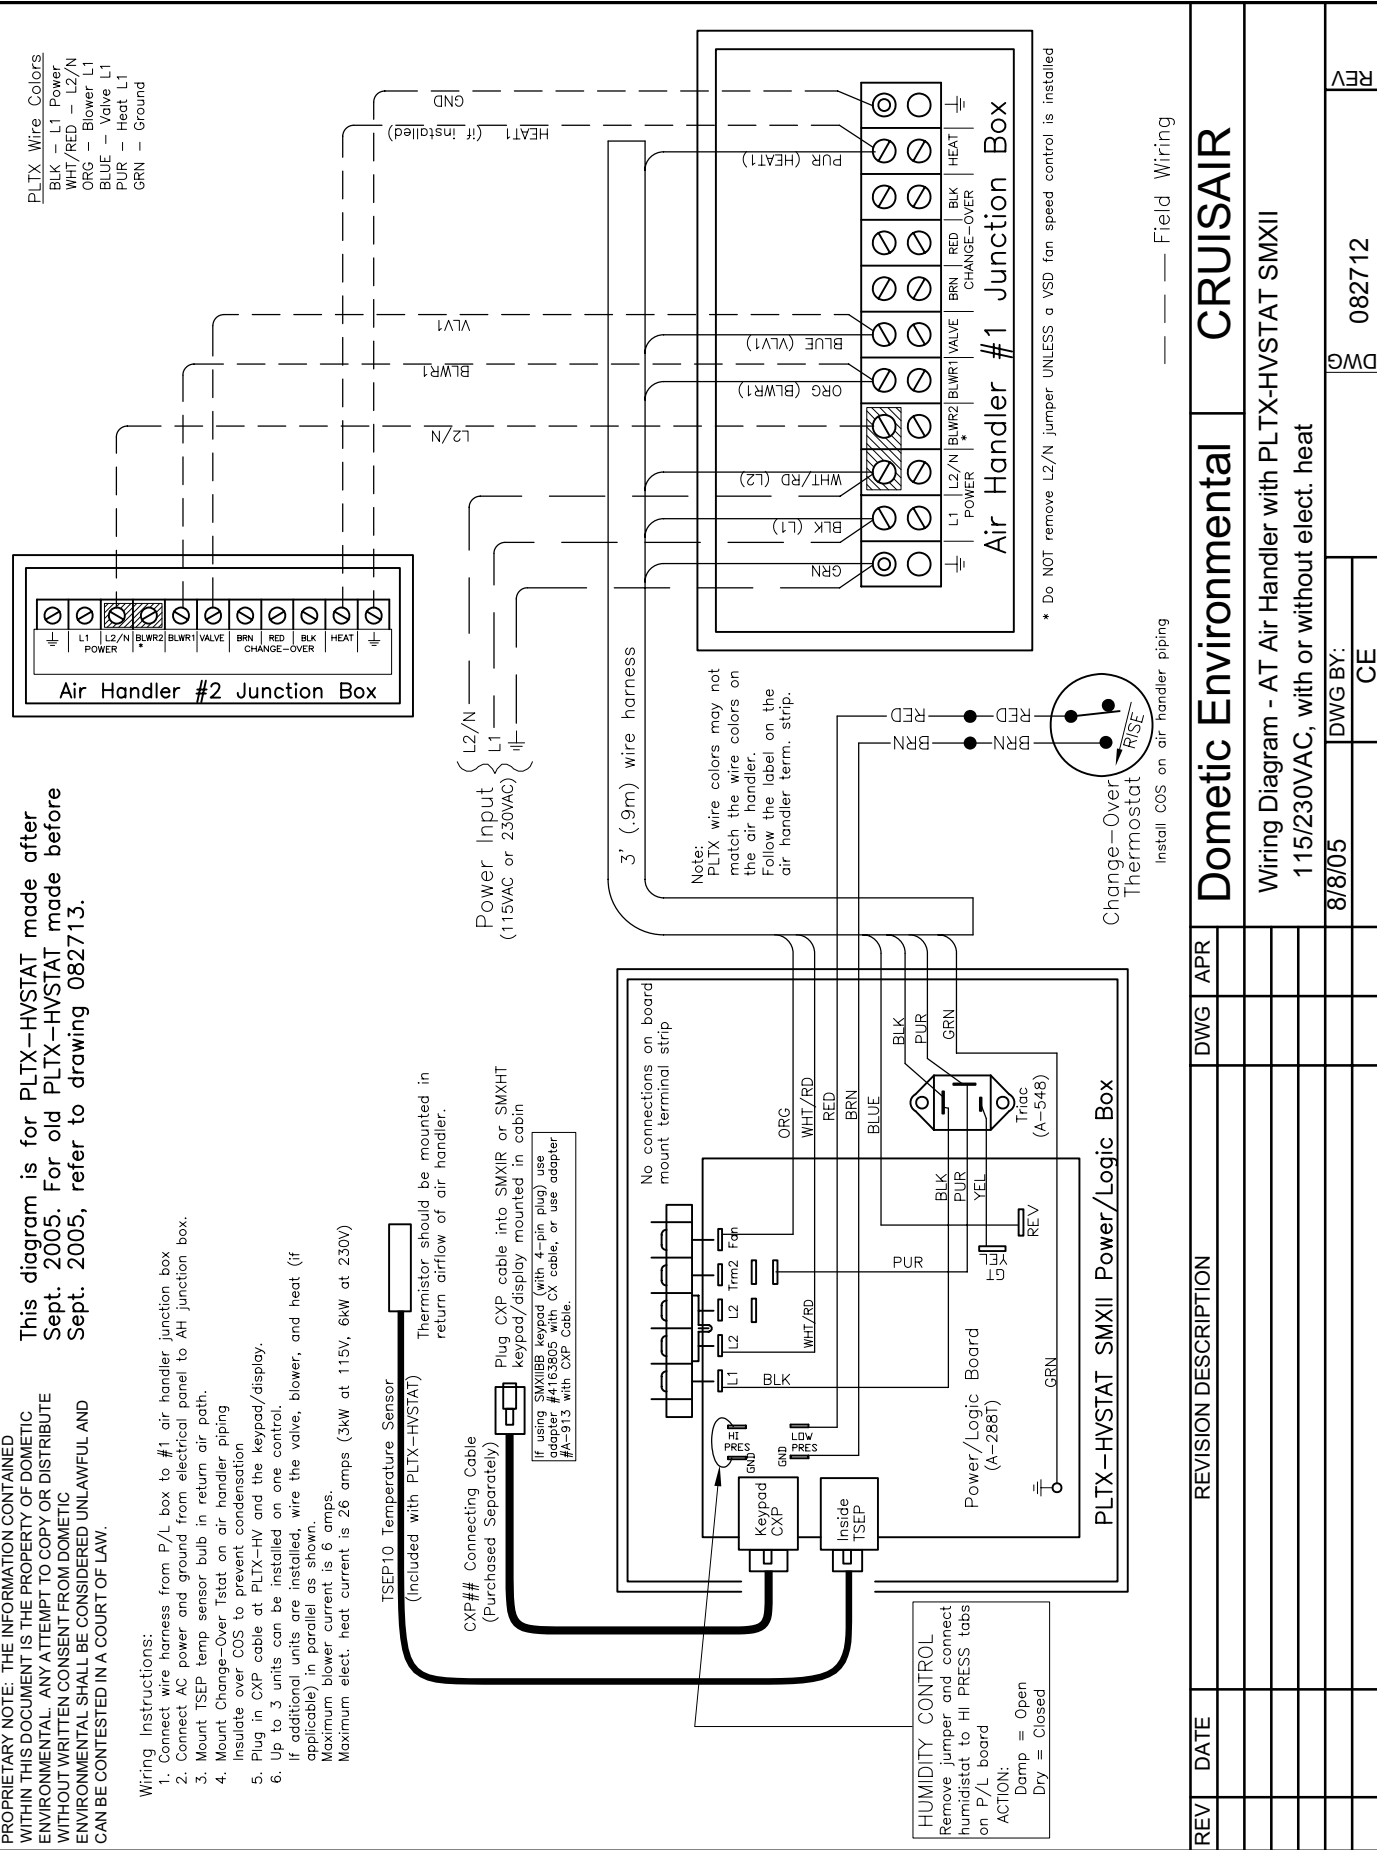 PROPRIETARY NOTE: THE INFORMATION CONTAINED
WITHIN THIS DOCUMENT IS THE PROPERTY OF DOMETIC
ENVIRONMENTAL. ANY ATTEMPT TO COPY OR DISTRIBUTE
WITHOUT WRITTEN CONSENT FROM DOMETIC
ENVIRONMENTAL SHALL BE CONSIDERED UNLAWFUL AND
CAN BE CONTESTED IN A COURT OF LAW.
This diagram is for PLTX-HVSTAT made after
Sept. 2005. For old PLTX-HVSTAT made before
Sept. 2005, refer to drawing 082713.
PLTX Wire Colors
BLK - L1 Power
WHT/RED - L2/N
ORG - Blower L1
BLUE - Valve L1
PUR - Heat L1
GRN - Ground
Wiring Instructions:
1. Connect wire harness from P/L box to #1 air handler junction box
2. Connect AC power and ground from electrical panel to AH junction box.
3. Mount TSEP temp sensor bulb in return air path.
4. Mount Change-Over Tstat on air handler piping
Insulate over COS to prevent condensation
5. Plug in CXP cable at PLTX-HV and the keypad/display.
6. Up to 3 units can be installed on one control.
If additional units are installed, wire the valve, blower, and heat (if
applicable) in parallel as shown.
Maximum blower current is 6 amps.
Maximum elect. heat current is 26 amps (3kW at 115V, 6kW at 230V)
L1
L2/N
POWER
BLWR2
*
BLWR1
VALVE
BRN
RED
BLK
CHANGE-OVER
HEAT
Air Handler #2 Junction Box
GND
HEAT1 (if installed)
VLV1
BLWR1
L2/N
TSEP10 Temperature Sensor
(Included with PLTX-HVSTAT)
Thermistor should be mounted in
return airflow of air handler.
CXP## Connecting Cable
(Purchased Separately)
Plug CXP cable into SMXIR or SMXHT
keypad/display mounted in cabin
If using SMXIIBB keypad (with 4-pin plug) use
adapter #4163805 with CX cable, or use adapter
#A-913 with CXP Cable.
Power Input
(115VAC or 230VAC)
L2/N
L1
3' (.9m) wire harness
Note:
PLTX wire colors may not
match the wire colors on
the air handler.
Follow the label on the
air handler term. strip.
GRN
BLK (L1)
WHT/RD (L2)
ORG (BLWR1)
BLUE (VLV1)
PUR (HEAT1)
L1
L2/N
POWER
BLWR2
*
BLWR1
VALVE
BRN
RED
BLK
CHANGE-OVER
HEAT
Air Handler #1 Junction Box
* Do NOT remove L2/N jumper UNLESS a VSD fan speed control is installed
No connections on board
mount terminal strip
L1
L2
L2
Trm2
Fan
BLK
WHT/RD
PUR
ORG
WHT/RD
RED
BRN
BLUE
BLK
PUR
GRN
BLK
PUR
YEL
Triac
(A-548)
REV
GT
YEL
GRN
HI
PRES
GND
LOW
PRES
GND
Keypad
CXP
Inside
TSEP
Power/Logic Board
(A-288T)
PLTX-HVSTAT SMXII Power/Logic Box
HUMIDITY CONTROL
Remove jumper and connect
humidistat to HI PRESS tabs
on P/L board
ACTION:
Damp = Open
Dry = Closed
RED
RED
BRN
BRN
RISE
Change-Over
Thermostat
Install COS on air handler piping
Field Wiring
REV
DATE
REVISION DESCRIPTION
DWG
APR
Dometic Environmental
CRUISAIR
Wiring Diagram - AT Air Handler with PLTX-HVSTAT SMXII
115/230VAC, with or without elect. heat
8/8/05
DWG BY:
CE
DWG
082712
REV